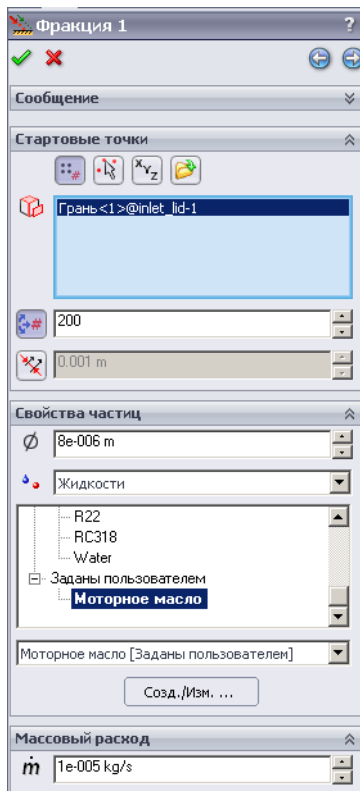 Фракция 1 ?
Сообщение
Стартовые точки
# X Y Z
Грань<1>@inlet_lid-1
# 200
0.001 m
Свойства частиц
Ø 8e-006 m
Жидкости
R22
RC318
Water
Заданы пользователем
Моторное масло
Моторное масло [Заданы пользователем]
Созд./Изм. ...
Массовый расход
ṁ 1e-005 kg/s